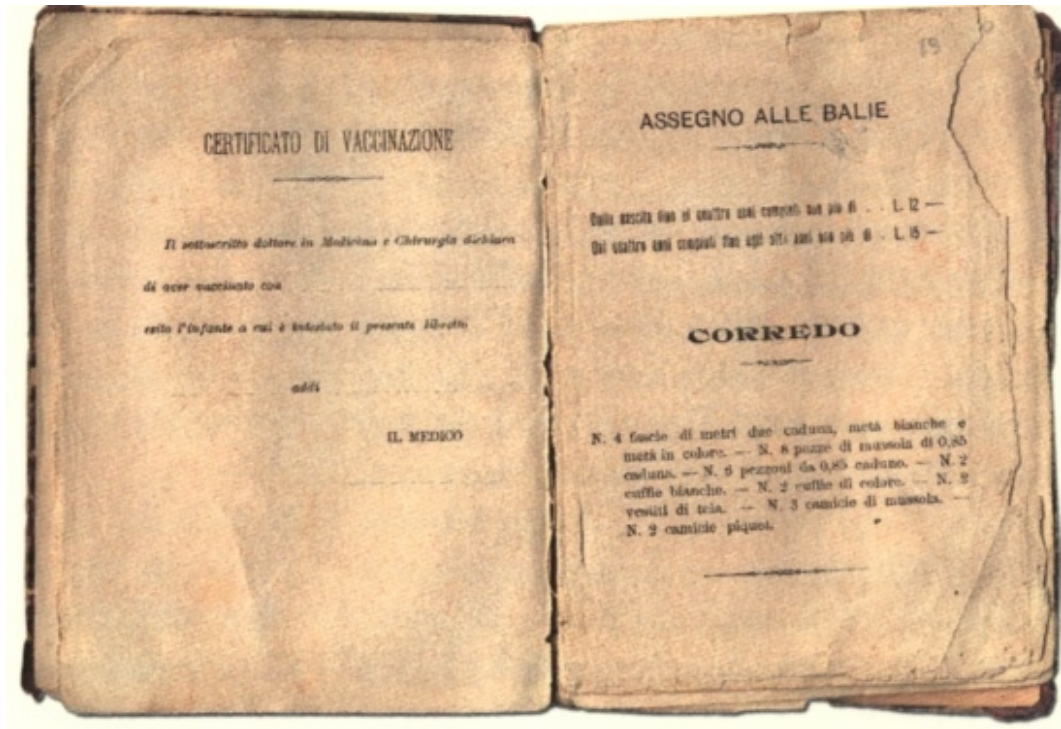 CERTIFICATO DI VACCINAZIONE
Il sottoscritto dottore in Medicina e Chirurgia dichiara
di aver vaccinato con
esito l'infante a cui è intestato il presente libretto
addì
IL MEDICO
69
ASSEGNO ALLE BALIE
Dalla nascita fino ai quattro anni compiuti non più di . . L. 12 —
Dai quattro anni compiuti fino agli anni non più di . L. 15 —
CORREDO
N. 4 fascie di metri due caduna, metà bianche e
metà in colore. — N. 8 pezze di mussola di 0,85
caduna. — N. 6 pezzoni da 0,85 caduno. — N. 2
cuffie bianche. — N. 2 cuffie di colore. — N. 2
vestiti di tela. — N. 3 camicie di mussola. —
N. 2 camicie piquet.